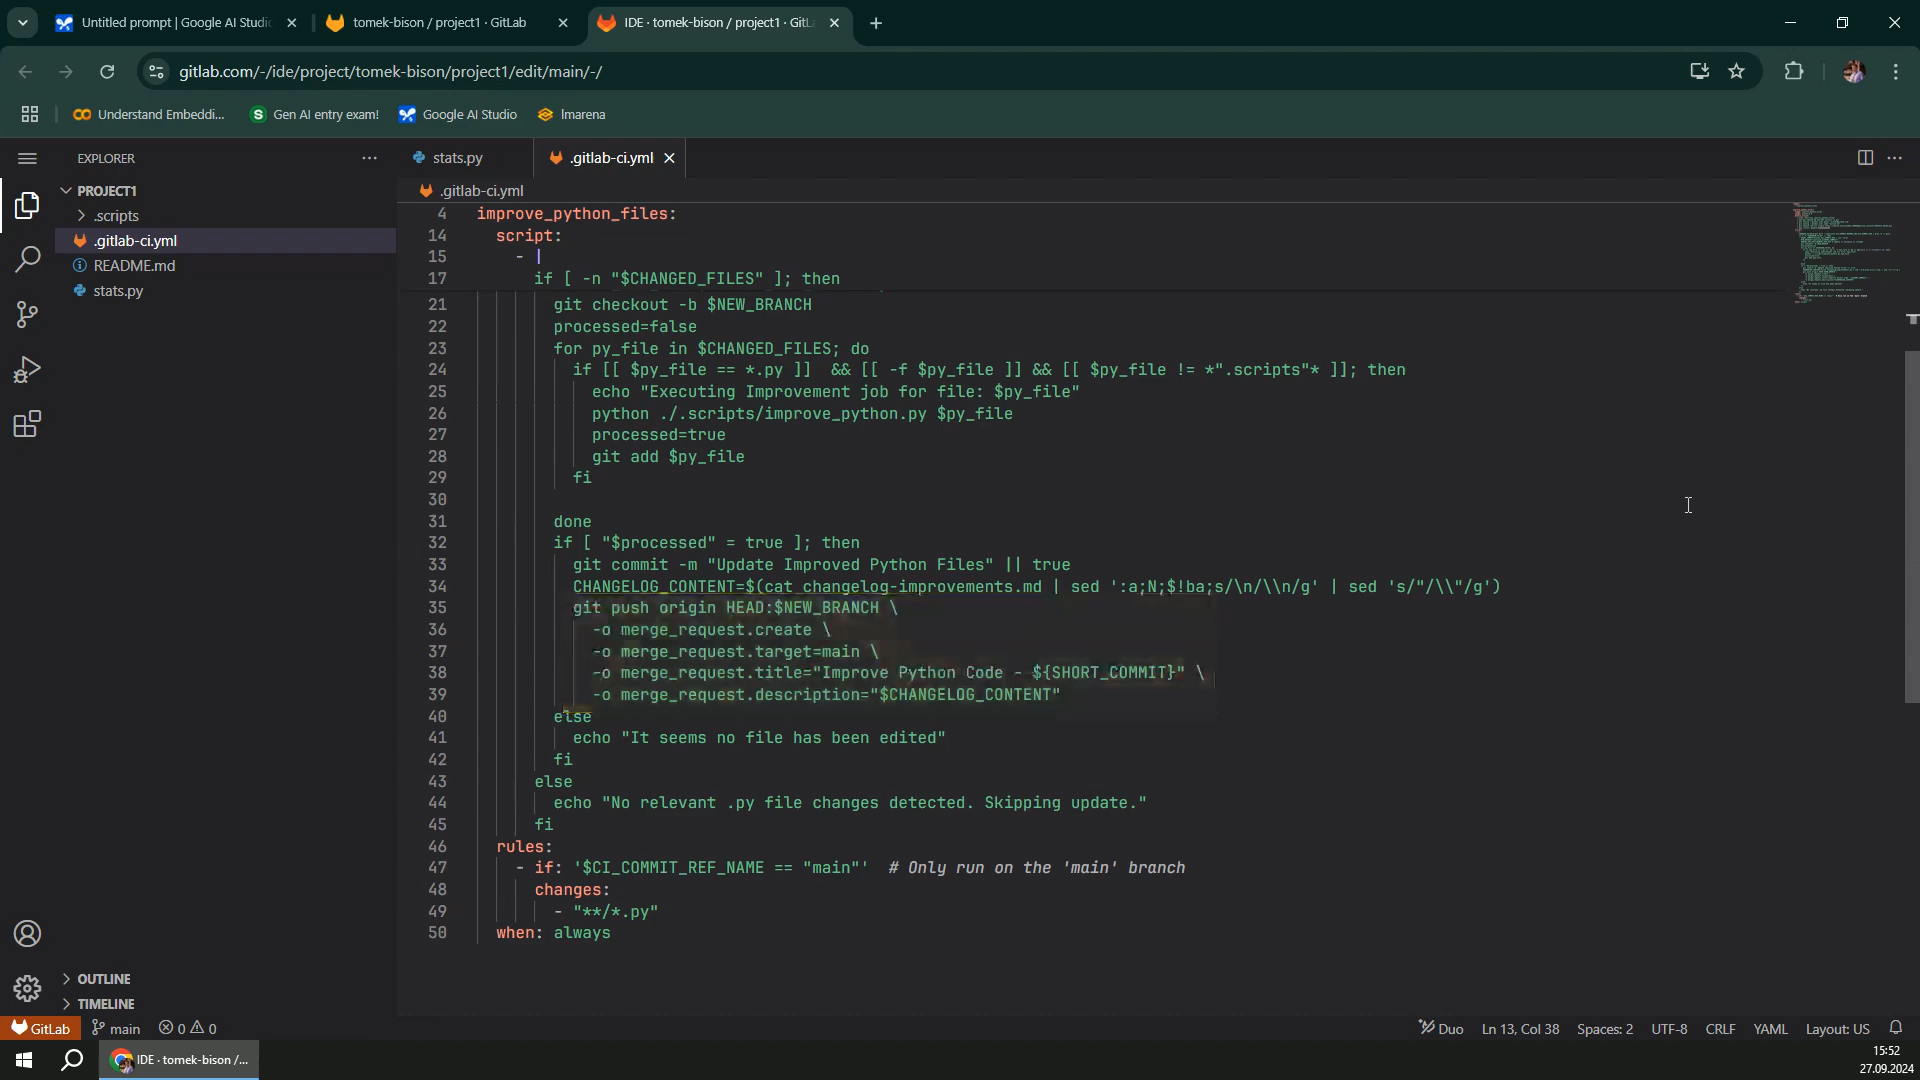 Untitled prompt | Google AI Studio
tomek-bison / project1 · GitLab
IDE · tomek-bison / project1 · GitL
gitlab.com/-/ide/project/tomek-bison/project1/edit/main/-/
Understand Embeddi...
Gen AI entry exam!
Google AI Studio
lmarena
EXPLORER
stats.py
.gitlab-ci.yml
PROJECT1
.scripts
.gitlab-ci.yml
README.md
stats.py
.gitlab-ci.yml
4 improve_python_files:
14 script:
15 - |
17 if [ -n "$CHANGED_FILES" ]; then
21 git checkout -b $NEW_BRANCH
22 processed=false
23 for py_file in $CHANGED_FILES; do
24 if [[ $py_file == *.py ]] && [[ -f $py_file ]] && [[ $py_file != *".scripts"* ]]; then
25 echo "Executing Improvement job for file: $py_file"
26 python ./.scripts/improve_python.py $py_file
27 processed=true
28 git add $py_file
29 fi
30
31 done
32 if [ "$processed" = true ]; then
33 git commit -m "Update Improved Python Files" || true
34 CHANGELOG_CONTENT=$(cat changelog-improvements.md | sed ':a;N;$!ba;s/\n/\\n/g' | sed 's/"/\\"/g')
35 git push origin HEAD:$NEW_BRANCH \
36 -o merge_request.create \
37 -o merge_request.target=main \
38 -o merge_request.title="Improve Python Code - ${SHORT_COMMIT}" \
39 -o merge_request.description="$CHANGELOG_CONTENT"
40 else
41 echo "It seems no file has been edited"
42 fi
43 else
44 echo "No relevant .py file changes detected. Skipping update."
45 fi
46 rules:
47 - if: '$CI_COMMIT_REF_NAME == "main"' # Only run on the 'main' branch
48 changes:
49 - "**/*.py"
50 when: always
OUTLINE
TIMELINE
GitLab
main
0 0
Duo
Ln 13, Col 38
Spaces: 2
UTF-8
CRLF
YAML
Layout: US
IDE · tomek-bison /...
15:52
27.09.2024